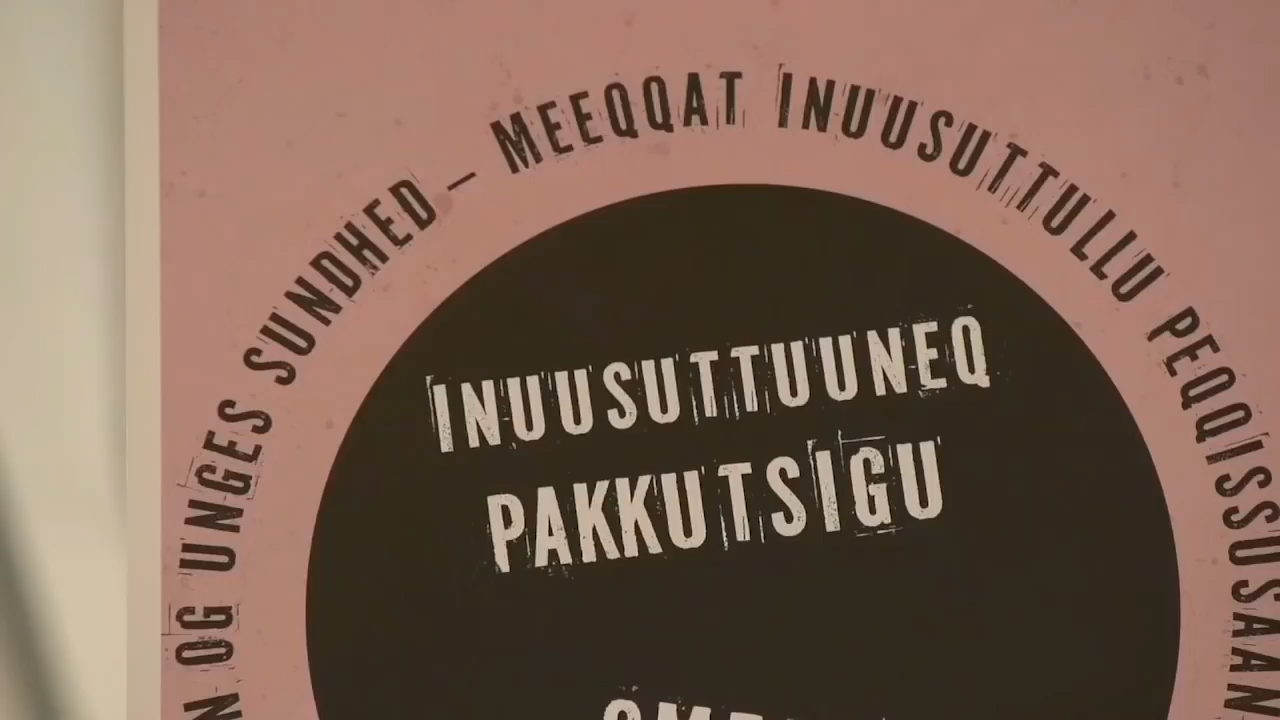 OG UNGES SUNDHED – MEEQQAT INUUSUTTULLU PEQQISSUSAAN
INUUSUTTUUNEQ
PAKKUTSIGU